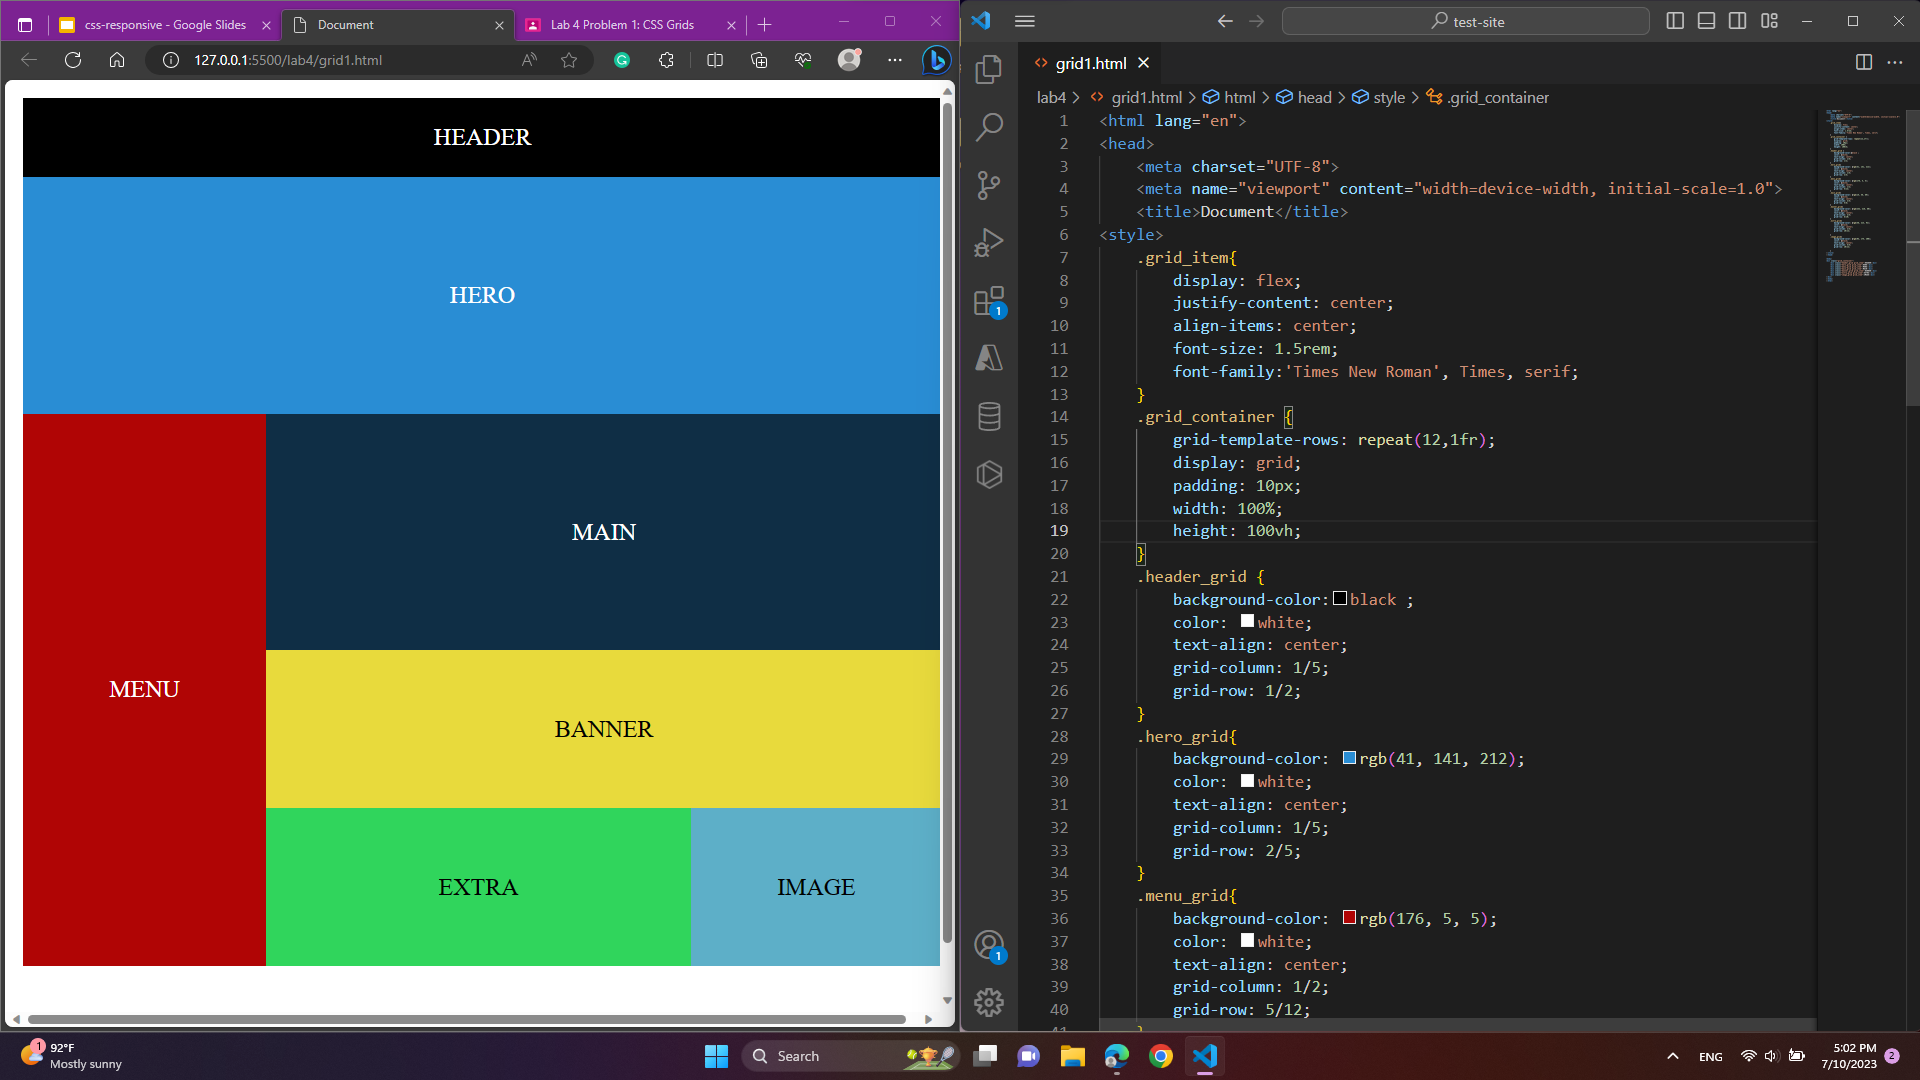 css-responsive - Google Slides
Document
Lab 4 Problem 1: CSS Grids
127.0.0.1:5500/lab4/grid1.html
HEADER
HERO
MENU
MAIN
BANNER
EXTRA
IMAGE
test-site
grid1.html
lab4 > grid1.html > html > head > style > .grid_container
1 <html lang="en">
2 <head>
3 <meta charset="UTF-8">
4 <meta name="viewport" content="width=device-width, initial-scale=1.0">
5 <title>Document</title>
6 <style>
7 .grid_item{
8 display: flex;
9 justify-content: center;
10 align-items: center;
11 font-size: 1.5rem;
12 font-family:'Times New Roman', Times, serif;
13 }
14 .grid_container {
15 grid-template-rows: repeat(12,1fr);
16 display: grid;
17 padding: 10px;
18 width: 100%;
19 height: 100vh;
20 }
21 .header_grid {
22 background-color: black ;
23 color: white;
24 text-align: center;
25 grid-column: 1/5;
26 grid-row: 1/2;
27 }
28 .hero_grid{
29 background-color: rgb(41, 141, 212);
30 color: white;
31 text-align: center;
32 grid-column: 1/5;
33 grid-row: 2/5;
34 }
35 .menu_grid{
36 background-color: rgb(176, 5, 5);
37 color: white;
38 text-align: center;
39 grid-column: 1/2;
40 grid-row: 5/12;
41 }
1
1
1
92°F
Mostly sunny
Search
ENG
5:02 PM
7/10/2023
2